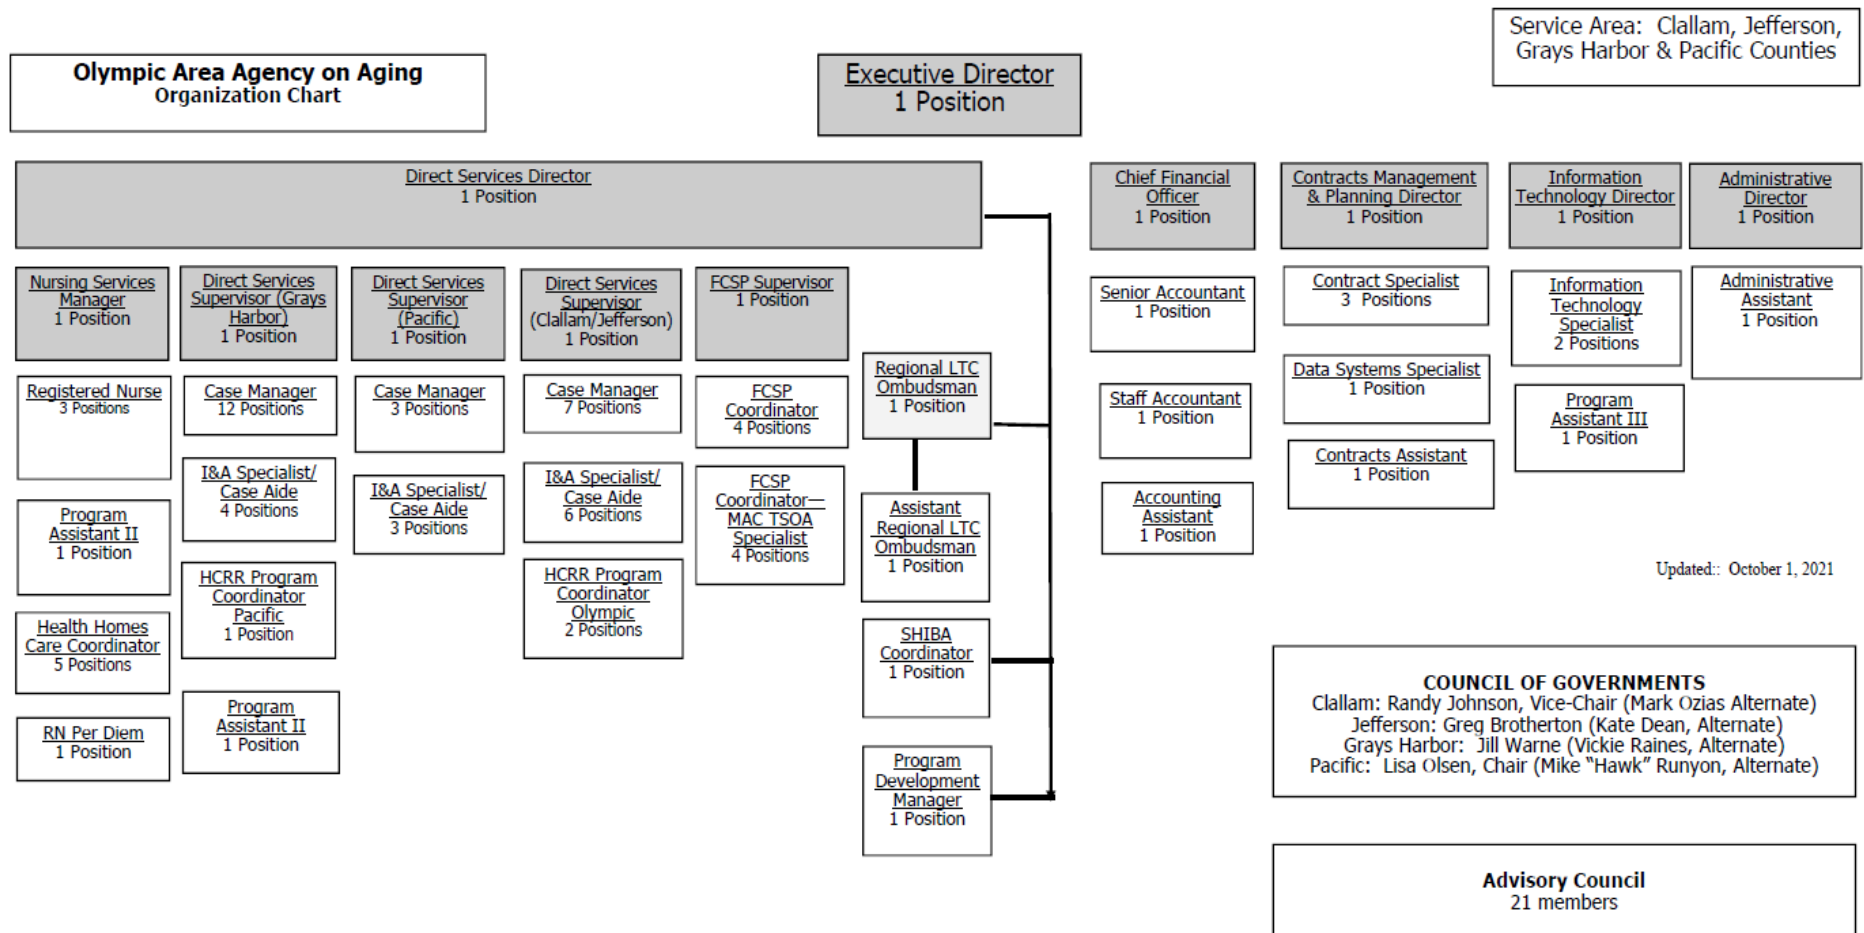 Service Area:  Clallam, Jefferson,
Grays Harbor & Pacific Counties
Olympic Area Agency on Aging
Organization Chart
Executive Director
1 Position
Direct Services Director
1 Position
Chief Financial
Officer
1 Position
Contracts Management
& Planning Director
1 Position
Information
Technology Director
1 Position
Administrative
Director
1 Position
Nursing Services
Manager
1 Position
Direct Services
Supervisor (Grays
Harbor)
1 Position
Direct Services
Supervisor
(Pacific)
1 Position
Direct Services
Supervisor
(Clallam/Jefferson)
1 Position
FCSP Supervisor
1 Position
Registered Nurse
3 Positions
Program
Assistant II
1 Position
Health Homes
Care Coordinator
5 Positions
RN Per Diem
1 Position
Case Manager
12 Positions
I&A Specialist/
Case Aide
4 Positions
HCRR Program
Coordinator
Pacific
1 Position
Program
Assistant II
1 Position
Case Manager
3 Positions
I&A Specialist/
Case Aide
3 Positions
Case Manager
7 Positions
I&A Specialist/
Case Aide
6 Positions
HCRR Program
Coordinator
Olympic
2 Positions
FCSP
Coordinator
4 Positions
FCSP
Coordinator—
MAC TSOA
Specialist
4 Positions
Regional LTC
Ombudsman
1 Position
Assistant
Regional LTC
Ombudsman
1 Position
SHIBA
Coordinator
1 Position
Program
Development
Manager
1 Position
Senior Accountant
1 Position
Staff Accountant
1 Position
Accounting
Assistant
1 Position
Contract Specialist
3  Positions
Data Systems Specialist
1 Position
Contracts Assistant
1 Position
Information
Technology
Specialist
2 Positions
Program
Assistant III
1 Position
Administrative
Assistant
1 Position
Updated::  October 1, 2021
COUNCIL OF GOVERNMENTS
Clallam: Randy Johnson, Vice-Chair (Mark Ozias Alternate)
Jefferson: Greg Brotherton (Kate Dean, Alternate)
Grays Harbor:  Jill Warne (Vickie Raines, Alternate)
Pacific:  Lisa Olsen, Chair (Mike “Hawk” Runyon, Alternate)
Advisory Council
21 members